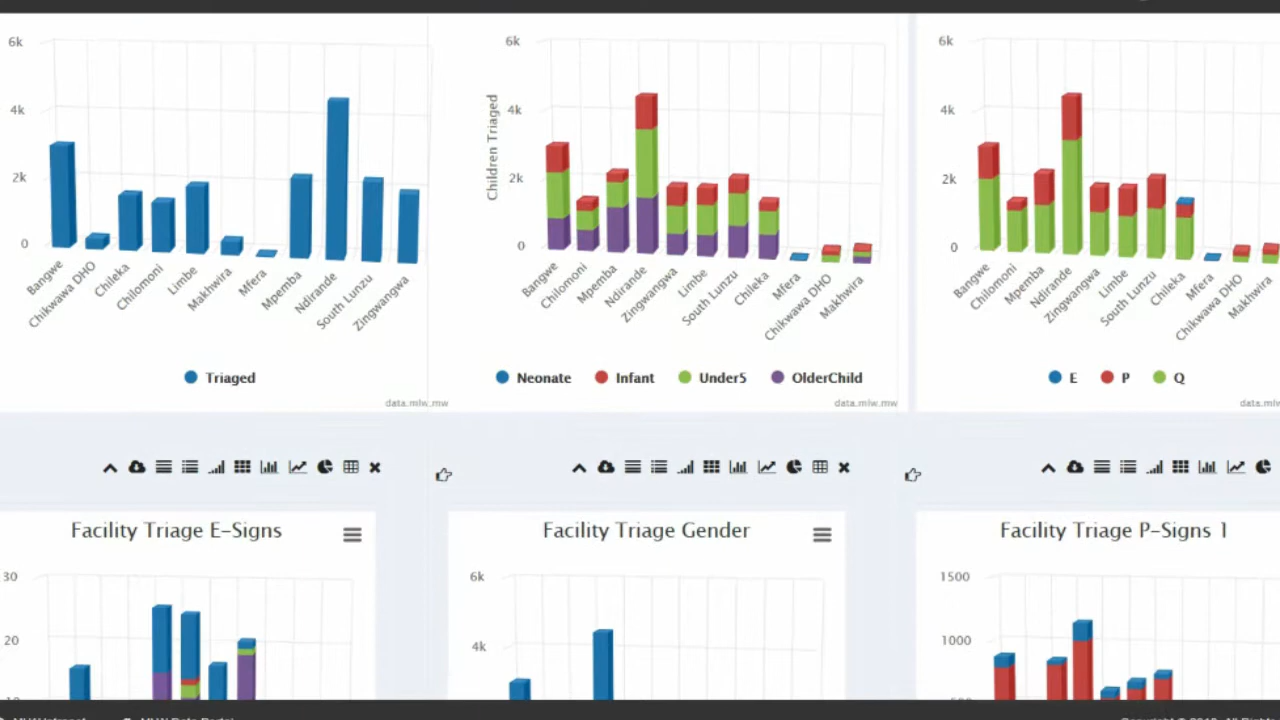 6k
4k
2k
0
Bangwe
Chikwawa DHO
Chileka
Chilomoni
Limbe
Makhwira
Mfera
Mpemba
Ndirande
South Lunzu
Zingwangwa
Triaged
data.mlw.mw
Children Triaged
6k
4k
2k
0
Bangwe
Chilomoni
Mpemba
Ndirande
Zingwangwa
Limbe
South Lunzu
Chileka
Mfera
Chikwawa DHO
Makhwira
Neonate Infant Under5 OlderChild
data.mlw.mw
6k
4k
2k
0
Bangwe
Chilomoni
Mpemba
Ndirande
Zingwangwa
Limbe
South Lunzu
Chileka
Mfera
Chikwawa DHO
Makhwira
E P Q
data.mlw
Facility Triage E-Signs
30
20
Facility Triage Gender
6k
4k
Facility Triage P-Signs 1
1500
1000